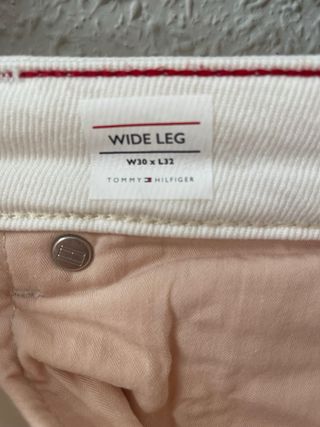 WIDE LEG
W30 x L32
TOMMY HILFIGER